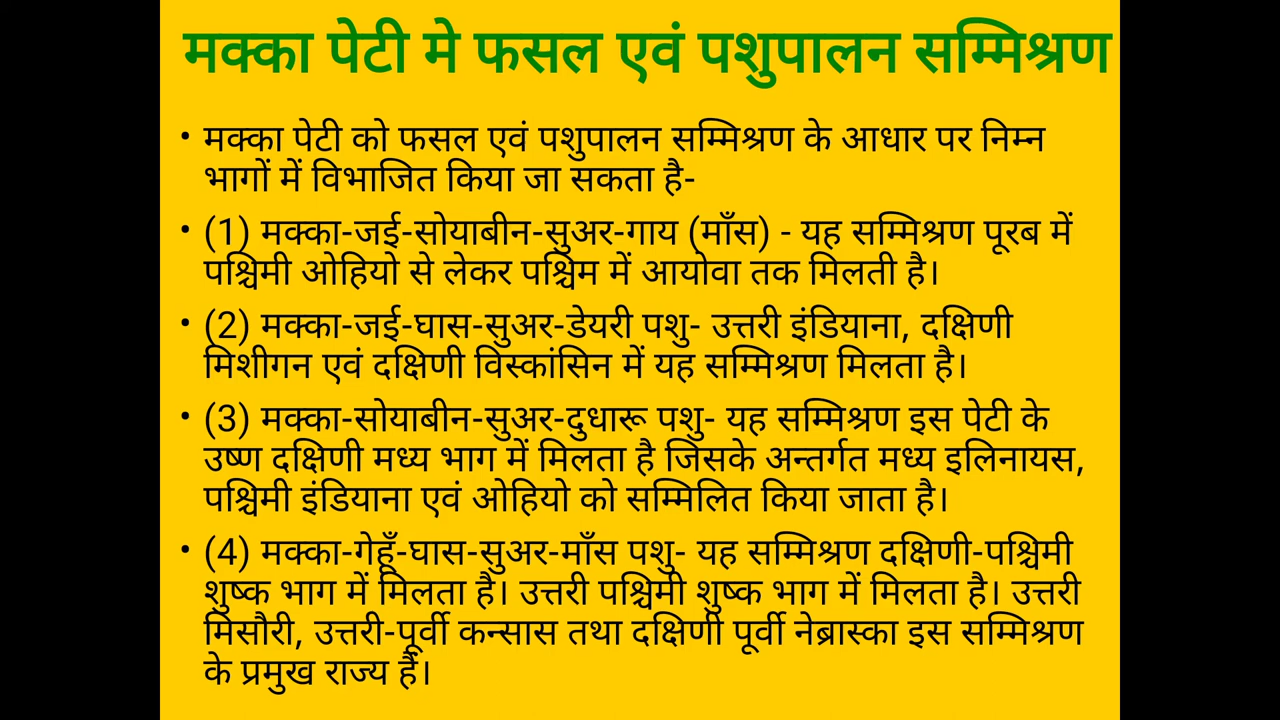 मक्का पेटी मे फसल एवं पशुपालन सम्मिश्रण
• मक्का पेटी को फसल एवं पशुपालन सम्मिश्रण के आधार पर निम्न
भागों में विभाजित किया जा सकता है-
• (1) मक्का-जई-सोयाबीन-सुअर-गाय (माँस) - यह सम्मिश्रण पूरब में
पश्चिमी ओहियो से लेकर पश्चिम में आयोवा तक मिलती है।
• (2) मक्का-जई-घास-सुअर-डेयरी पशु- उत्तरी इंडियाना, दक्षिणी
मिशीगन एवं दक्षिणी विस्कांसिन में यह सम्मिश्रण मिलता है।
• (3) मक्का-सोयाबीन-सुअर-दुधारू पशु- यह सम्मिश्रण इस पेटी के
उष्ण दक्षिणी मध्य भाग में मिलता है जिसके अन्तर्गत मध्य इलिनायस,
पश्चिमी इंडियाना एवं ओहियो को सम्मिलित किया जाता है।
• (4) मक्का-गेहूँ-घास-सुअर-माँस पशु- यह सम्मिश्रण दक्षिणी-पश्चिमी
शुष्क भाग में मिलता है। उत्तरी पश्चिमी शुष्क भाग में मिलता है। उत्तरी
मिसौरी, उत्तरी-पूर्वी कन्सास तथा दक्षिणी पूर्वी नेब्रास्का इस सम्मिश्रण
के प्रमुख राज्य हैं।